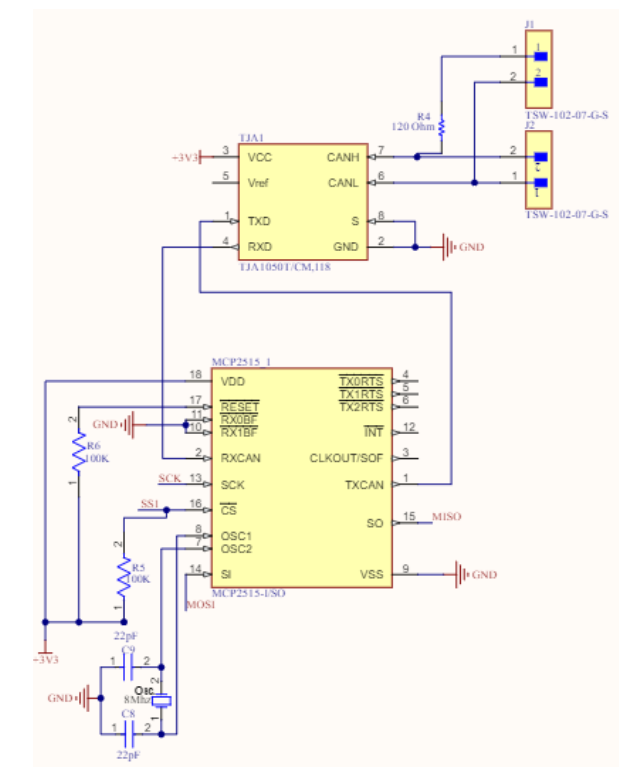 J1
1 1
2 2
TSW-102-07-G-S
R4
120 Ohm
J2
2 2
1 1
TSW-102-07-G-S
TJA1
+3V3 3 VCC CANH 7
5 Vref CANL 6
1 TXD S 8
4 RXD GND 2 GND
TJA1050T/CM,118
MCP2515_1
18 VDD TX0RTS 4
TX1RTS 5
17 RESET TX2RTS 6
GND 11 RX0BF
10 RX1BF INT 12
2 RXCAN CLKOUT/SOF 3
SCK 13 SCK TXCAN 1
SS1 16 CS
SO 15 MISO
8 OSC1
7 OSC2
14 SI VSS 9 GND
MOSI
MCP2515-I/SO
2
R6
100K
1
2
R5
100K
1
+3V3
22pF
C9
1 2
2
Osc
8Mhz
1
GND
C8
1 2
22pF